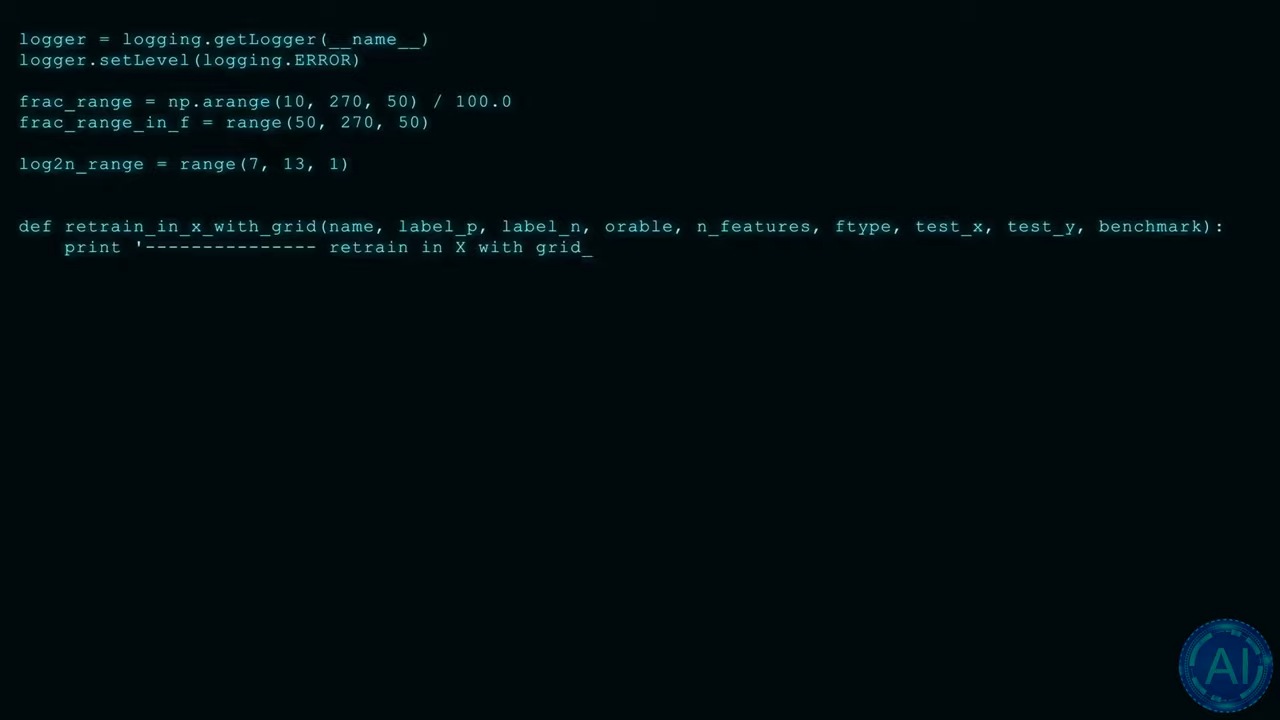 logger = logging.getLogger(__name__)
logger.setLevel(logging.ERROR)
frac_range = np.arange(10, 270, 50) / 100.0
frac_range_in_f = range(50, 270, 50)
log2n_range = range(7, 13, 1)
def retrain_in_x_with_grid(name, label_p, label_n, orable, n_features, ftype, test_x, test_y, benchmark):
    print '--------------- retrain in X with grid_
AI